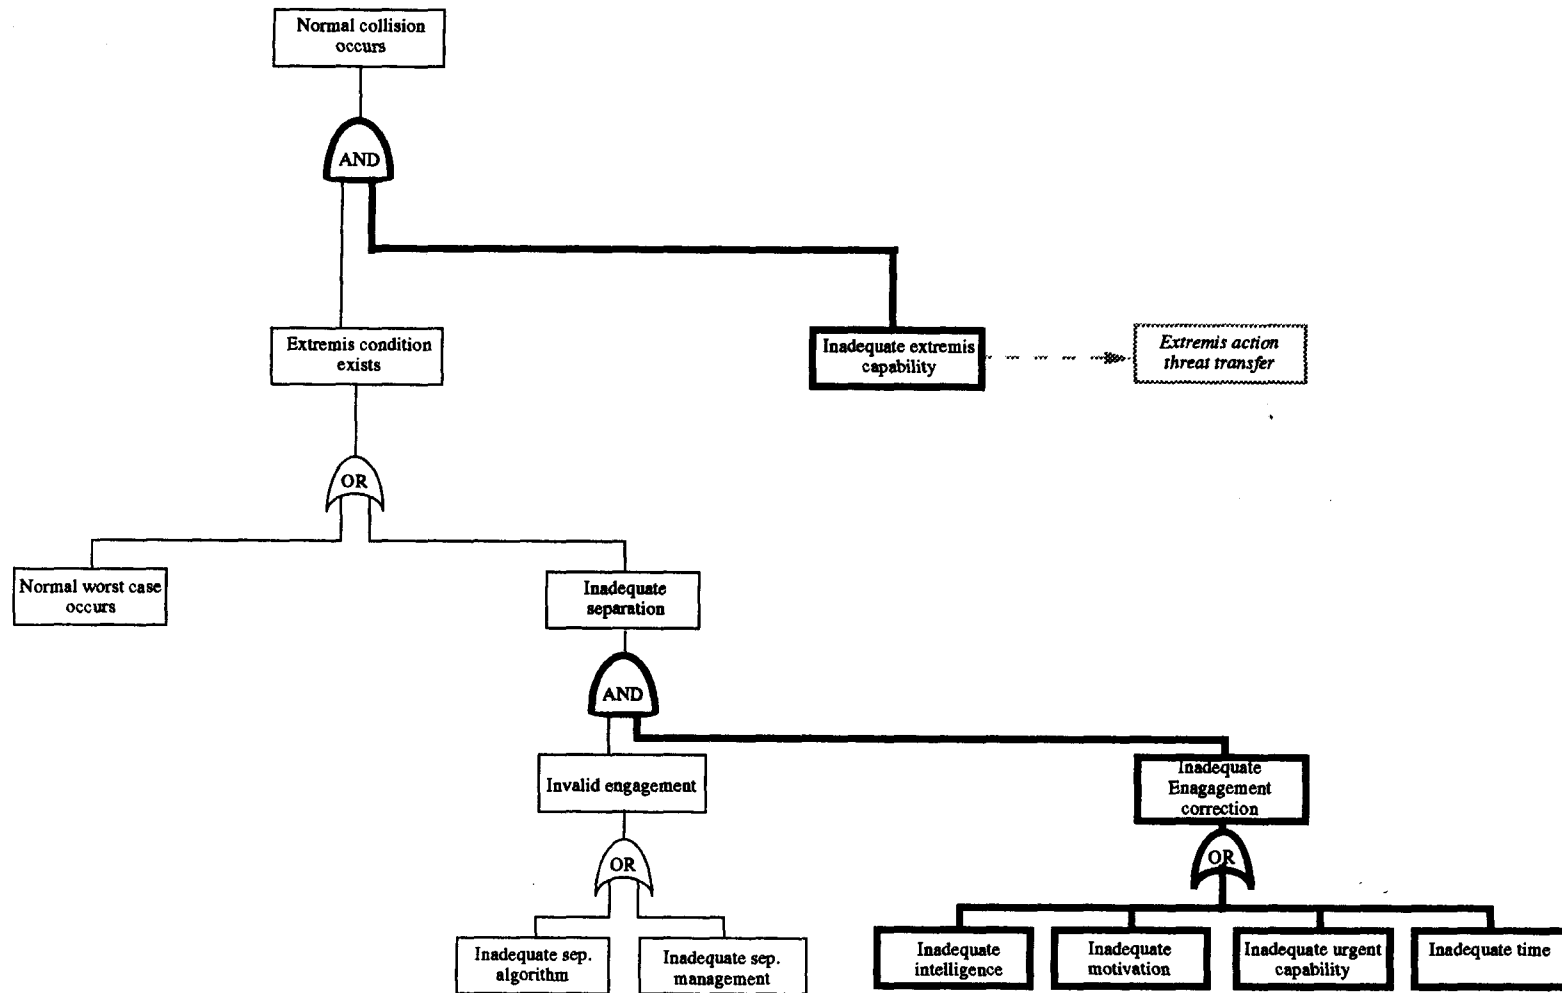 Normal collision
occurs
AND
Extremis condition
exists
Inadequate extremis
capability
Extremis action
threat transfer
OR
Normal worst case
occurs
Inadequate
separation
AND
Invalid engagement
Inadequate
Enagagement
correction
OR
OR
Inadequate sep.
algorithm
Inadequate sep.
management
Inadequate
intelligence
Inadequate
motivation
Inadequate urgent
capability
Inadequate time